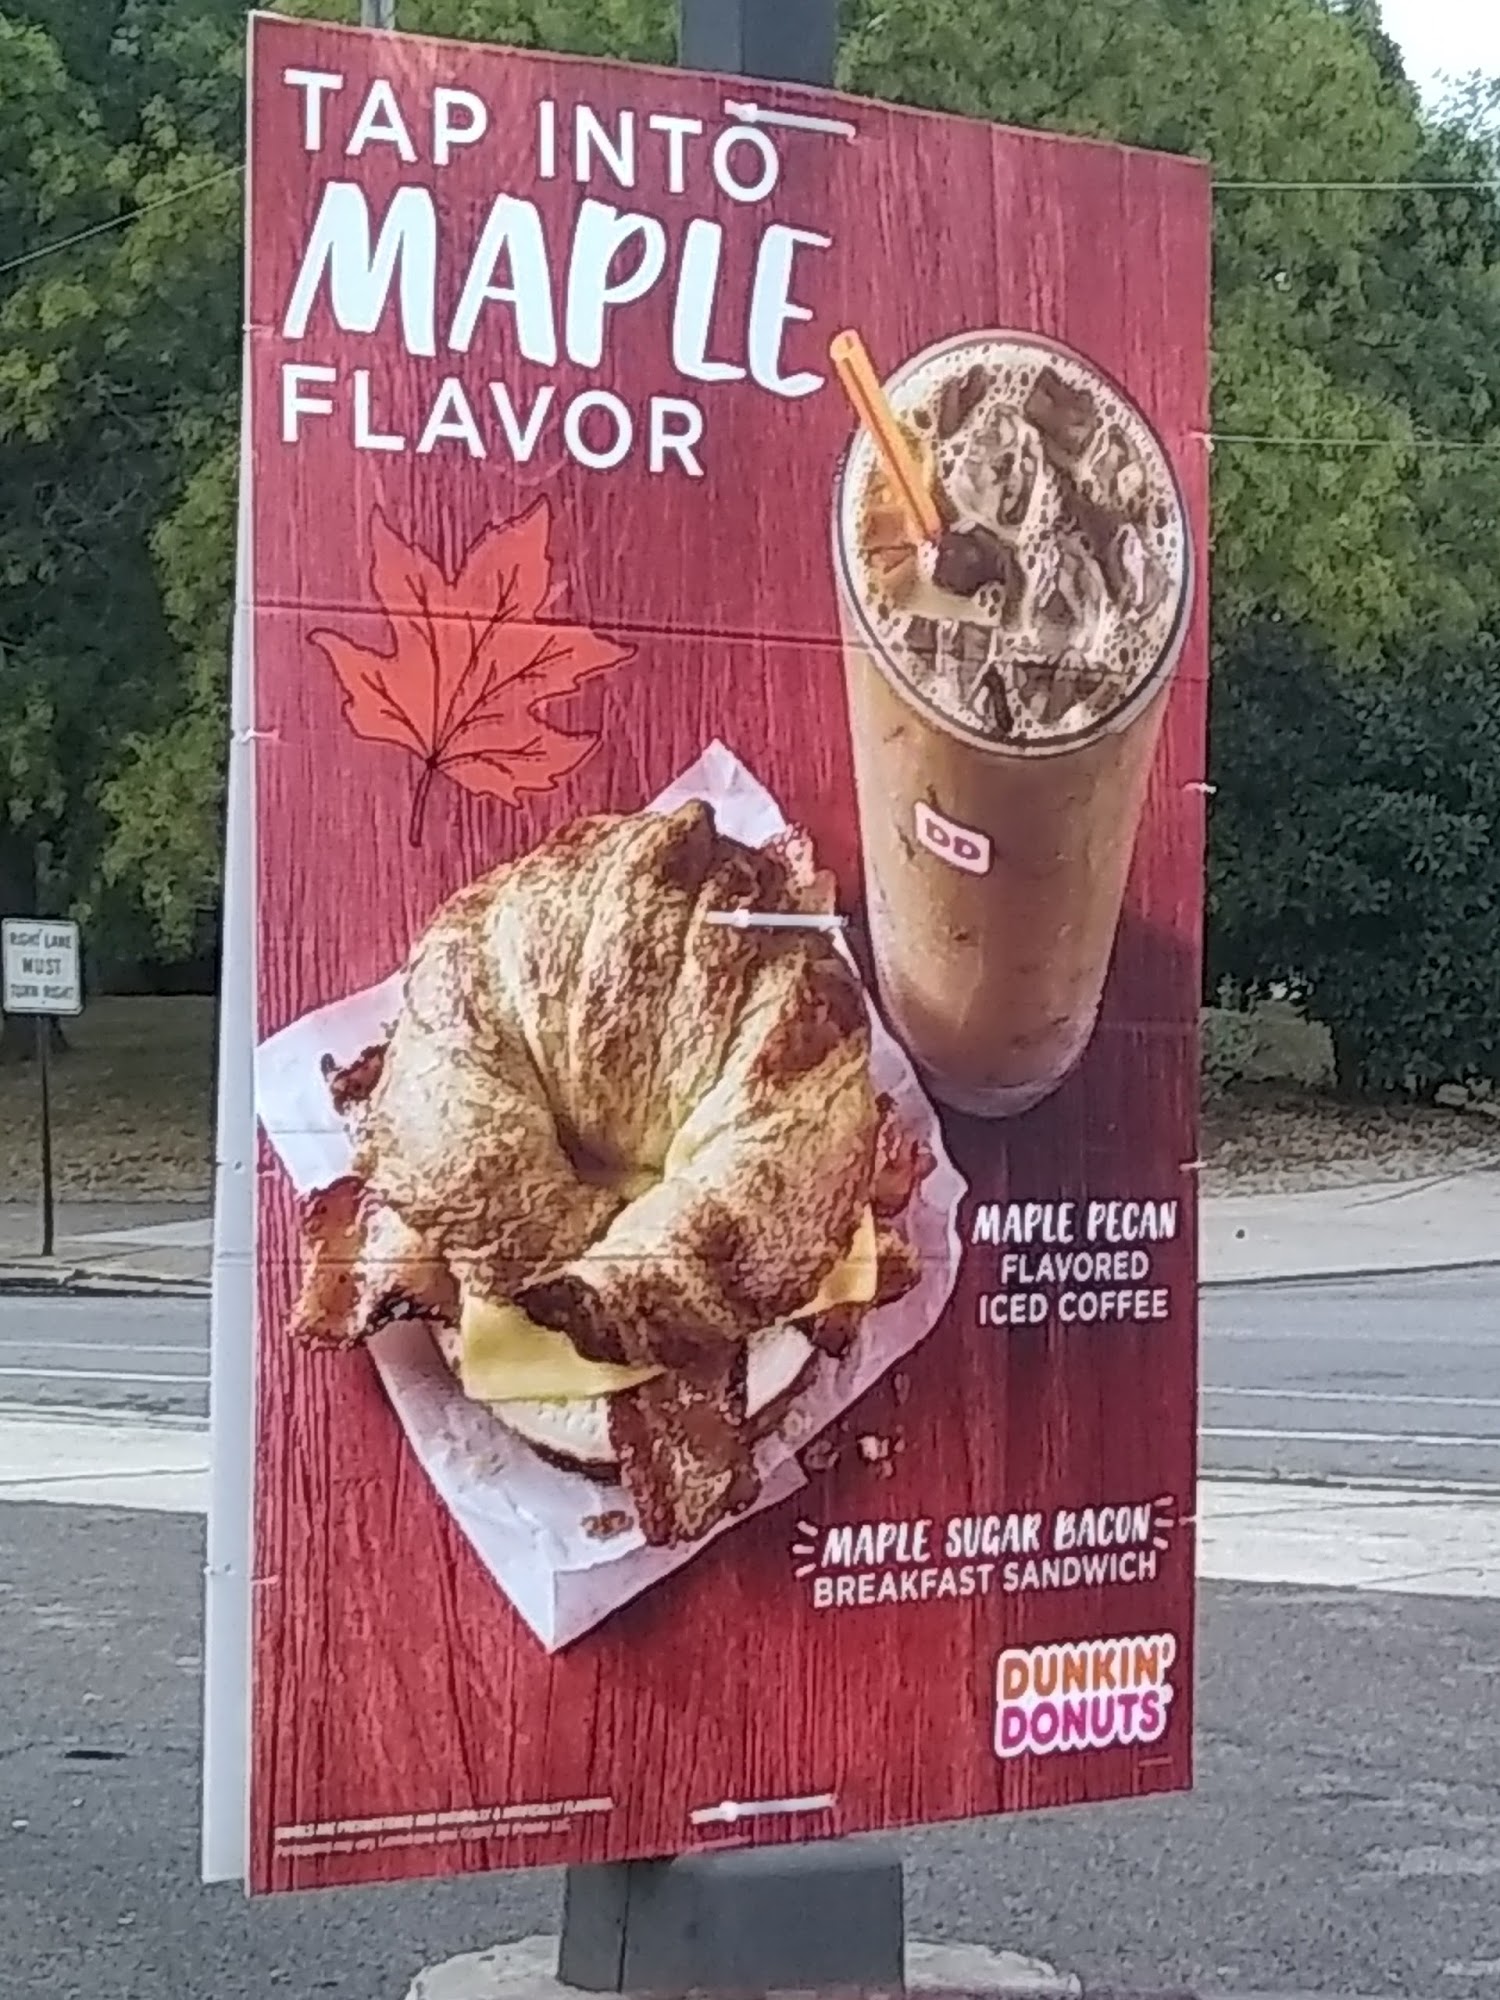 TAP INTO
MAPLE
FLAVOR
DD
RIGHT LANE
MUST
TURN RIGHT
MAPLE PECAN
FLAVORED
ICED COFFEE
MAPLE SUGAR BACON
BREAKFAST SANDWICH
DUNKIN'
DONUTS